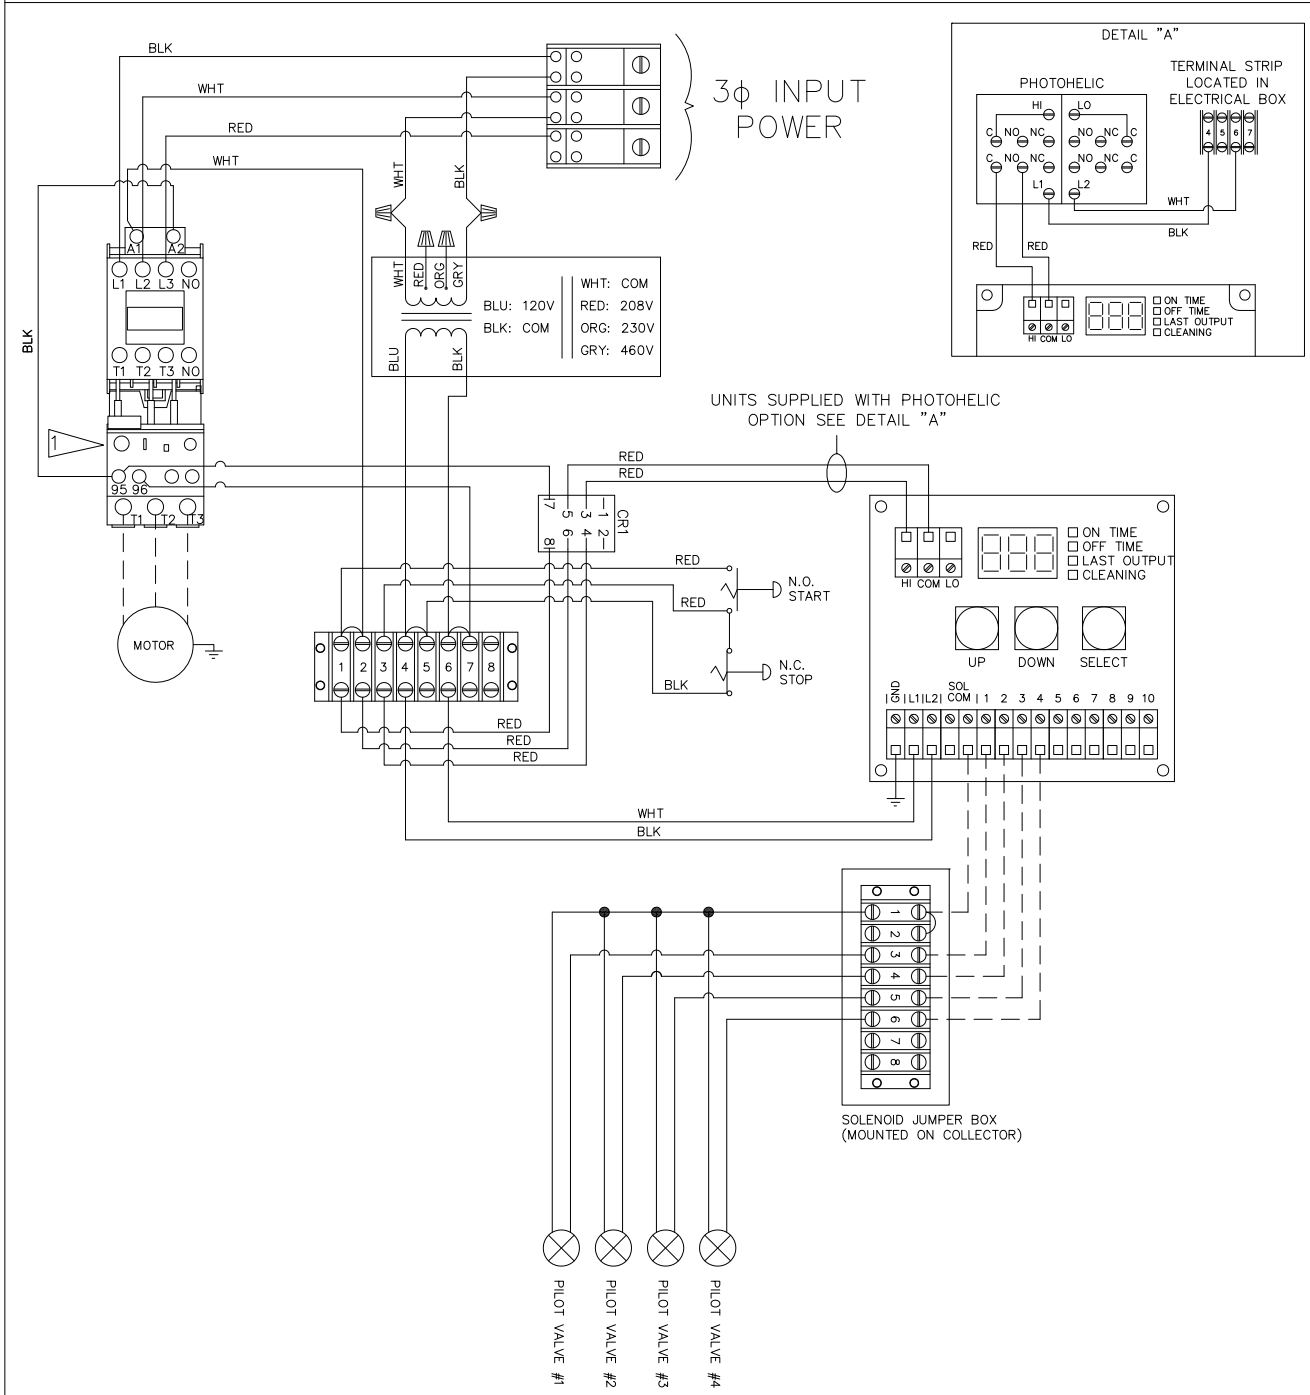 BLK
WHT
RED
WHT
3ϕ INPUT
POWER
WHT
BLK
A1 A2
L1 L2 L3 NO
T1 T2 T3 NO
BLK
1
95 96
T1 T2 T3
MOTOR
WHT
RED
ORG
GRY
BLU: 120V
BLK: COM
WHT: COM
RED: 208V
ORG: 230V
GRY: 460V
BLU
BLK
DETAIL "A"
PHOTOHELIC
TERMINAL STRIP
LOCATED IN
ELECTRICAL BOX
HI LO
C NO NC NO NC C
C NO NC NO NC C
L1 L2
4 5 6 7
WHT
BLK
RED RED
HI COM LO
ON TIME
OFF TIME
LAST OUTPUT
CLEANING
UNITS SUPPLIED WITH PHOTOHELIC
OPTION SEE DETAIL "A"
RED
RED
7 5 3 1
8 6 4 2
CR1
RED
N.O.
START
RED
N.C.
STOP
BLK
1 2 3 4 5 6 7 8
RED
RED
RED
WHT
BLK
HI COM LO
ON TIME
OFF TIME
LAST OUTPUT
CLEANING
UP DOWN SELECT
GND L1 L2 SOL COM 1 2 3 4 5 6 7 8 9 10
1
2
3
4
5
6
7
8
SOLENOID JUMPER BOX
(MOUNTED ON COLLECTOR)
PILOT VALVE #1
PILOT VALVE #2
PILOT VALVE #3
PILOT VALVE #4